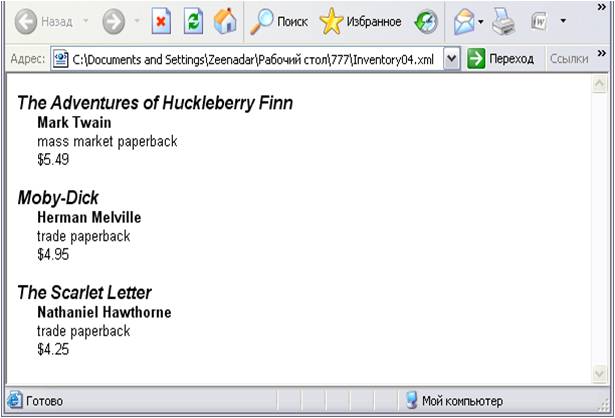 Назад Поиск Избранное »
Адрес: C:\Documents and Settings\Zeenadar\Рабочий стол\777\Inventory04.xml Переход Ссылки »
The Adventures of Huckleberry Finn
Mark Twain
mass market paperback
$5.49
Moby-Dick
Herman Melville
trade paperback
$4.95
The Scarlet Letter
Nathaniel Hawthorne
trade paperback
$4.25
Готово Мой компьютер